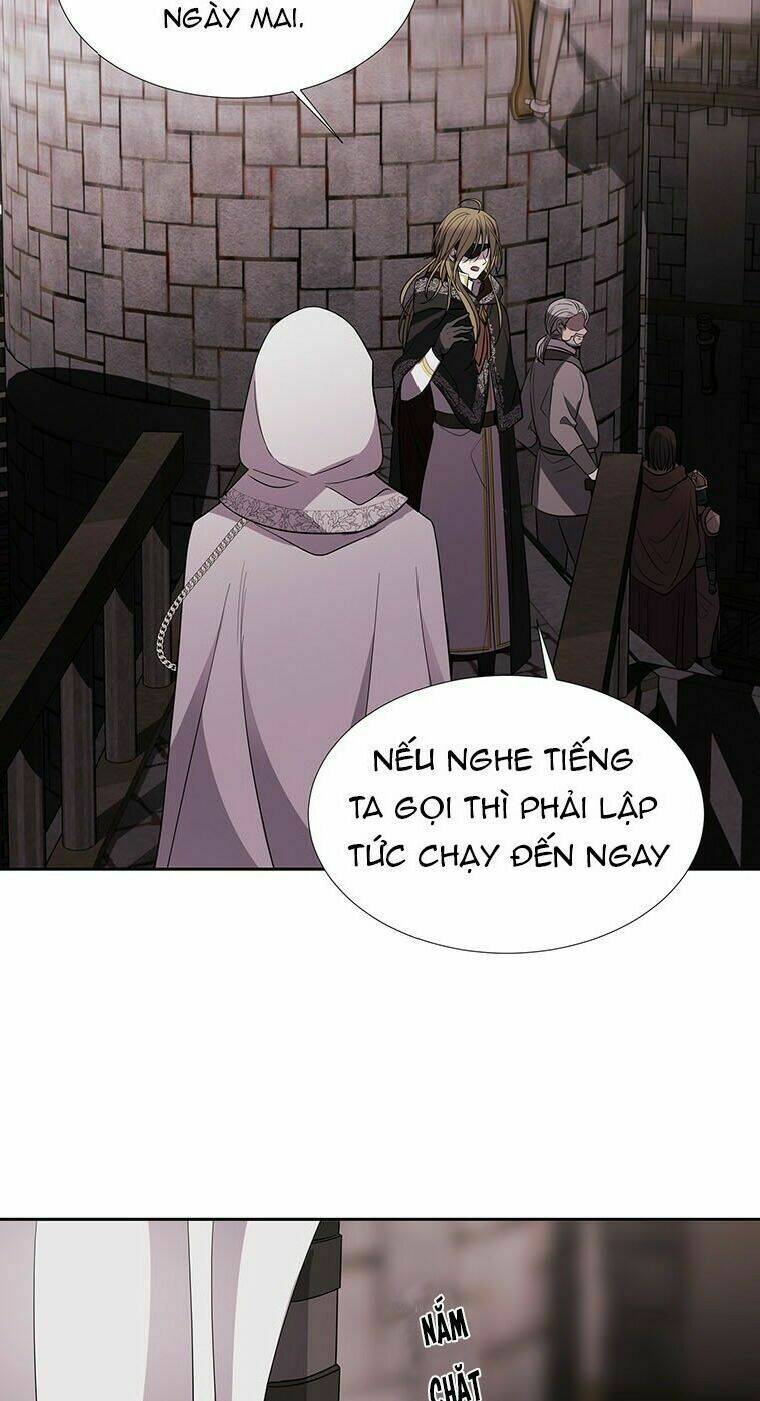 NGÀY MAI.
NẾU NGHE TIẾNG
TA GỌI THÌ PHẢI LẬP
TỨC CHẠY ĐẾN NGAY
NẮM
CHẶT